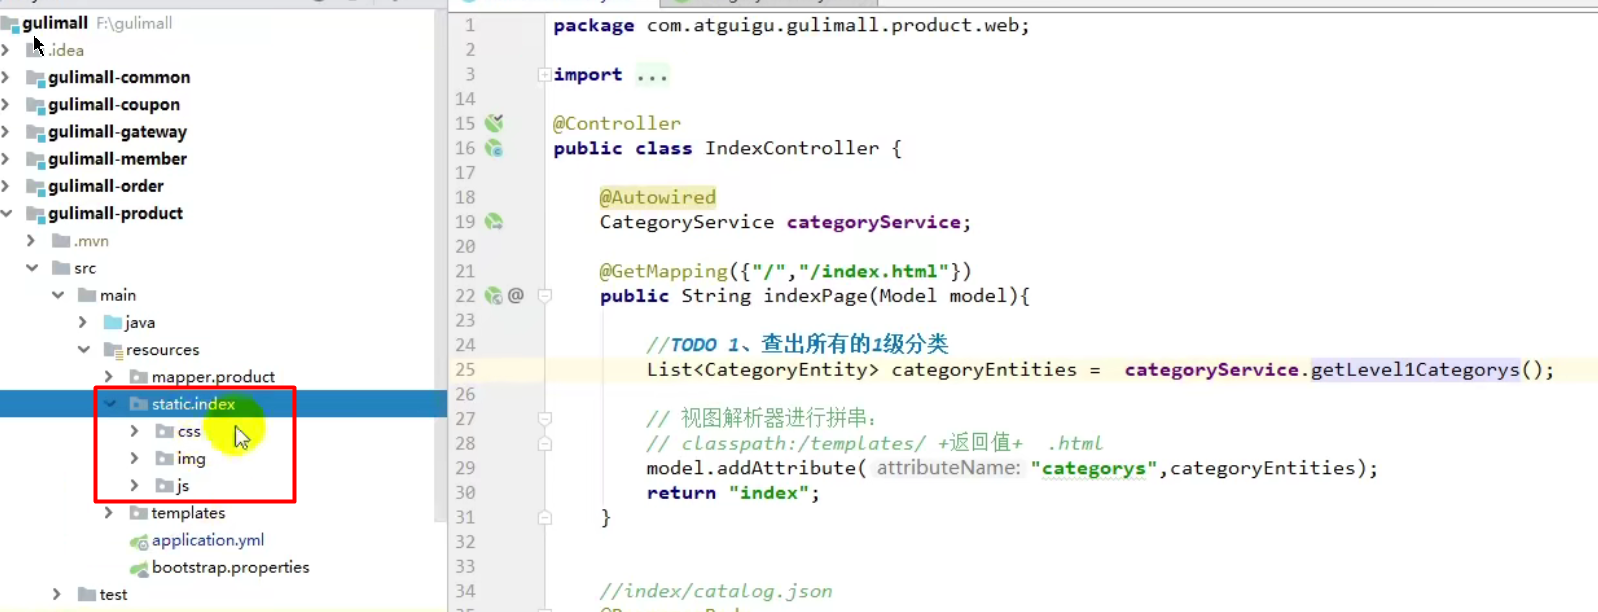 gulimall F:\gulimall
.idea
gulimall-common
gulimall-coupon
gulimall-gateway
gulimall-member
gulimall-order
gulimall-product
.mvn
src
main
java
resources
mapper.product
static.index
css
img
js
templates
application.yml
bootstrap.properties
test
1 package com.atguigu.gulimall.product.web;
2
3 import ...
14
15 @Controller
16 public class IndexController {
17
18 @Autowired
19 CategoryService categoryService;
20
21 @GetMapping({"/","/index.html"})
22 @ public String indexPage(Model model){
23
24 //TODO 1、查出所有的1级分类
25 List<CategoryEntity> categoryEntities = categoryService.getLevel1Categorys();
26
27 // 视图解析器进行拼串：
28 // classpath:/templates/ +返回值+ .html
29 model.addAttribute( attributeName: "categorys",categoryEntities);
30 return "index";
31 }
32
33
34 //index/catalog.json